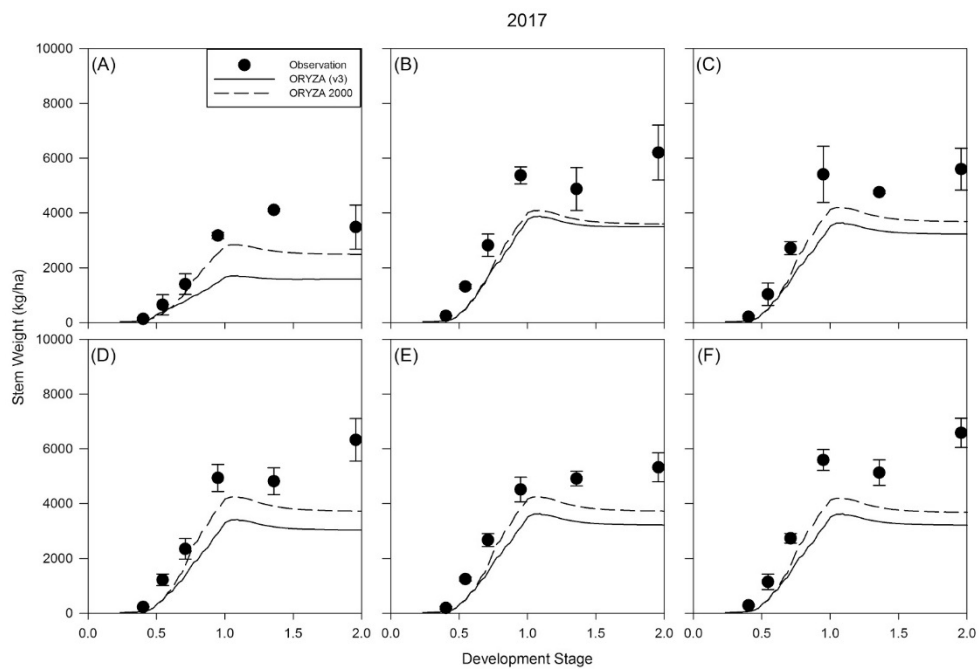 2017
(A)
Observation
ORYZA (v3)
ORYZA 2000
(B)
(C)
10000
8000
6000
4000
2000
0
(D)
(E)
(F)
10000
8000
6000
4000
2000
0
0.0 0.5 1.0 1.5 2.0
0.0 0.5 1.0 1.5 2.0
0.0 0.5 1.0 1.5 2.0
Stem Weight (kg/ha)
Development Stage